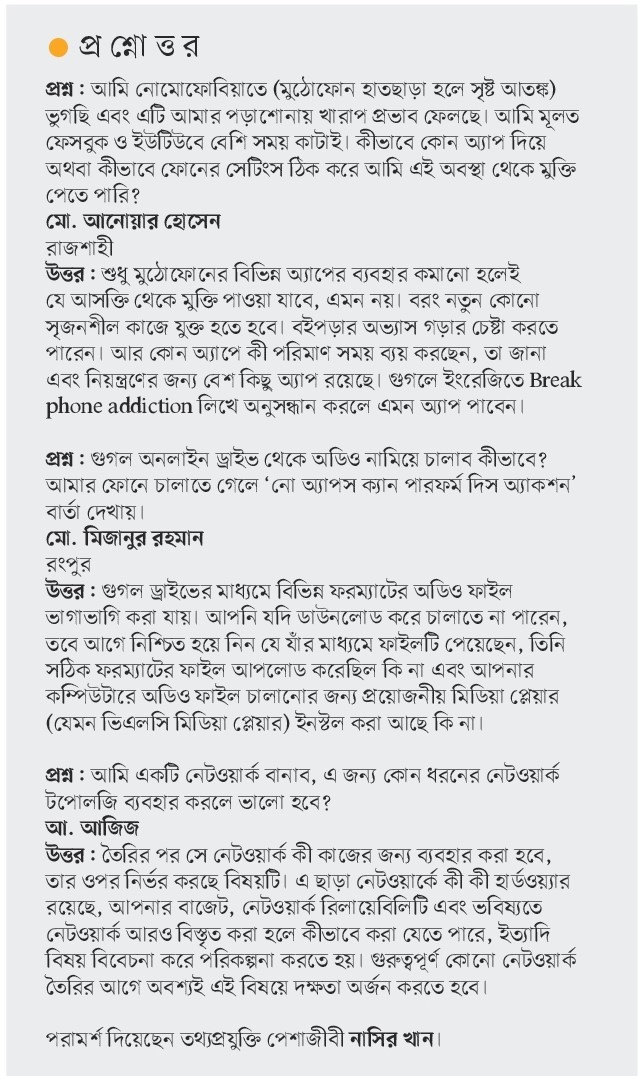 প্রশ্নোত্তর
প্রশ্ন : আমি নোমোফোবিয়াতে (মুঠোফোন হাতছাড়া হলে সৃষ্ট আতঙ্ক)
ভুগছি এবং এটি আমার পড়াশোনায় খারাপ প্রভাব ফেলছে। আমি মূলত
ফেসবুক ও ইউটিউবে বেশি সময় কাটাই। কীভাবে কোন অ্যাপ দিয়ে
অথবা কীভাবে ফোনের সেটিংস ঠিক করে আমি এই অবস্থা থেকে মুক্তি
পেতে পারি?
মো. আনোয়ার হোসেন
রাজশাহী
উত্তর : শুধু মুঠোফোনের বিভিন্ন অ্যাপের ব্যবহার কমানো হলেই
যে আসক্তি থেকে মুক্তি পাওয়া যাবে, এমন নয়। বরং নতুন কোনো
সৃজনশীল কাজে যুক্ত হতে হবে। বইপড়ার অভ্যাস গড়ার চেষ্টা করতে
পারেন। আর কোন অ্যাপে কী পরিমাণ সময় ব্যয় করছেন, তা জানা
এবং নিয়ন্ত্রণের জন্য বেশ কিছু অ্যাপ রয়েছে। গুগলে ইংরেজিতে Break
phone addiction লিখে অনুসন্ধান করলে এমন অ্যাপ পাবেন।
প্রশ্ন : গুগল অনলাইন ড্রাইভ থেকে অডিও নামিয়ে চালাব কীভাবে?
আমার ফোনে চালাতে গেলে ‘নো অ্যাপস ক্যান পারফর্ম দিস অ্যাকশন’
বার্তা দেখায়।
মো. মিজানুর রহমান
রংপুর
উত্তর : গুগল ড্রাইভের মাধ্যমে বিভিন্ন ফরম্যাটের অডিও ফাইল
ভাগাভাগি করা যায়। আপনি যদি ডাউনলোড করে চালাতে না পারেন,
তবে আগে নিশ্চিত হয়ে নিন যে যাঁর মাধ্যমে ফাইলটি পেয়েছেন, তিনি
সঠিক ফরম্যাটের ফাইল আপলোড করেছিল কি না এবং আপনার
কম্পিউটারে অডিও ফাইল চালানোর জন্য প্রয়োজনীয় মিডিয়া প্লেয়ার
(যেমন ভিএলসি মিডিয়া প্লেয়ার) ইনস্টল করা আছে কি না।
প্রশ্ন : আমি একটি নেটওয়ার্ক বানাব, এ জন্য কোন ধরনের নেটওয়ার্ক
টপোলজি ব্যবহার করলে ভালো হবে?
আ. আজিজ
উত্তর : তৈরির পর সে নেটওয়ার্ক কী কাজের জন্য ব্যবহার করা হবে,
তার ওপর নির্ভর করছে বিষয়টি। এ ছাড়া নেটওয়ার্কে কী কী হার্ডওয়্যার
রয়েছে, আপনার বাজেট, নেটওয়ার্ক রিলায়েবিলিটি এবং ভবিষ্যতে
নেটওয়ার্ক আরও বিস্তৃত করা হলে কীভাবে করা যেতে পারে, ইত্যাদি
বিষয় বিবেচনা করে পরিকল্পনা করতে হয়। গুরুত্বপূর্ণ কোনো নেটওয়ার্ক
তৈরির আগে অবশ্যই এই বিষয়ে দক্ষতা অর্জন করতে হবে।
পরামর্শ দিয়েছেন তথ্যপ্রযুক্তি পেশাজীবী নাসির খান।